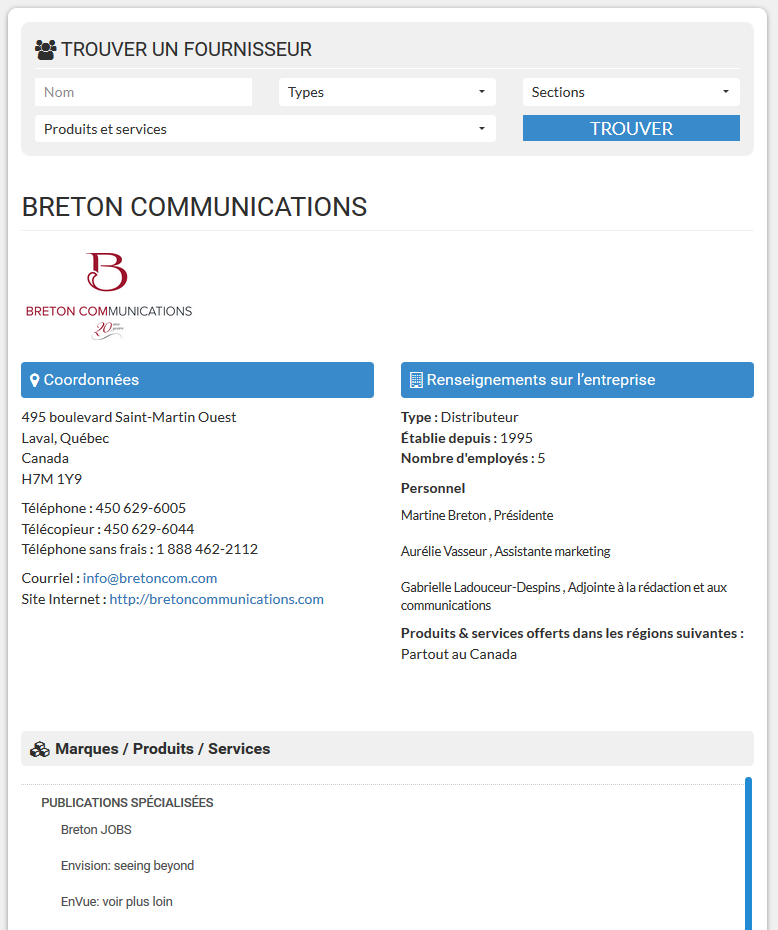 TROUVER UN FOURNISSEUR
Nom
Types
Sections
Produits et services
TROUVER
BRETON COMMUNICATIONS
B
BRETON COMMUNICATIONS
20
Coordonnées
495 boulevard Saint-Martin Ouest
Laval, Québec
Canada
H7M 1Y9
Téléphone : 450 629-6005
Télécopieur : 450 629-6044
Téléphone sans frais : 1 888 462-2112
Courriel : info@bretoncom.com
Site Internet : http://bretoncommunications.com
Renseignements sur l’entreprise
Type : Distributeur
Établie depuis : 1995
Nombre d'employés : 5
Personnel
Martine Breton , Présidente
Aurélie Vasseur , Assistante marketing
Gabrielle Ladouceur-Despins , Adjointe à la rédaction et aux
communications
Produits & services offerts dans les régions suivantes :
Partout au Canada
Marques / Produits / Services
PUBLICATIONS SPÉCIALISÉES
Breton JOBS
Envision: seeing beyond
EnVue: voir plus loin